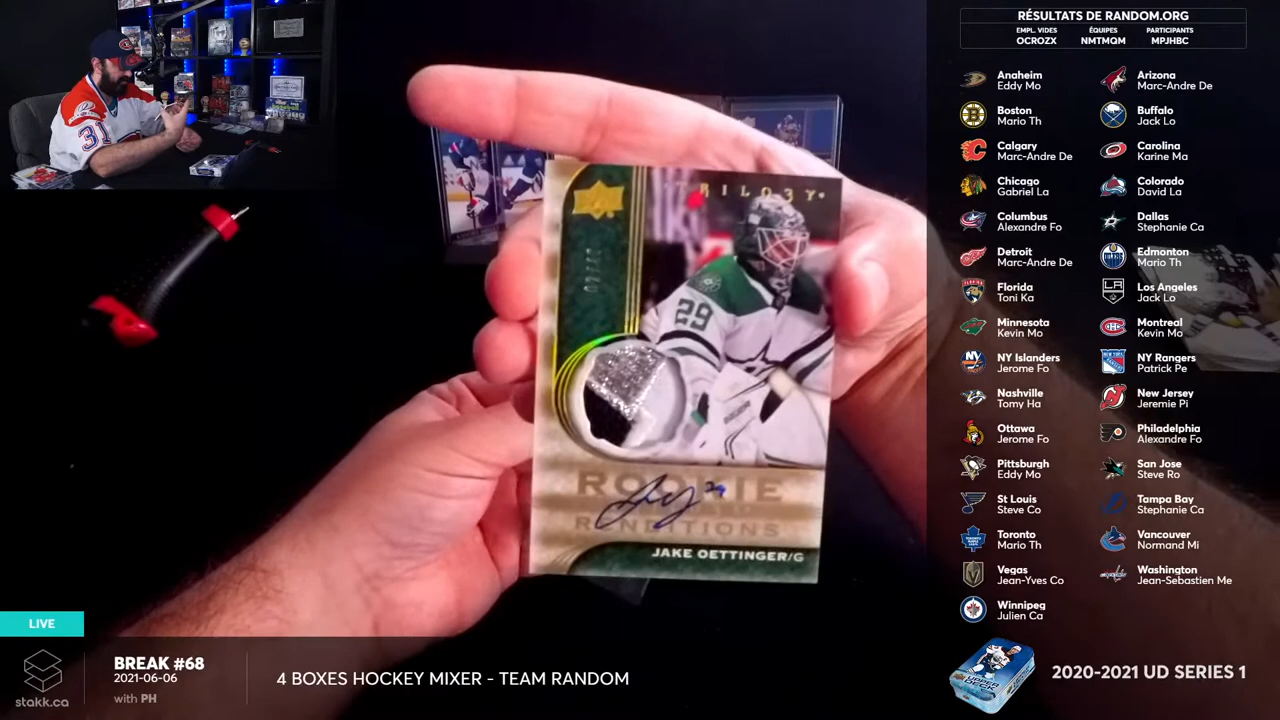 RÉSULTATS DE RANDOM.ORG
EMPL. VIDES ÉQUIPES PARTICIPANTS
OCROZX NMTMQM MPJHBC
Anaheim
Eddy Mo
Arizona
Marc-Andre De
Boston
Mario Th
Buffalo
Jack Lo
Calgary
Marc-Andre De
Carolina
Karine Ma
Chicago
Gabriel La
Colorado
David La
Columbus
Alexandre Fo
Dallas
Stephanie Ca
Detroit
Marc-Andre De
Edmonton
Mario Th
Florida
Toni Ka
Los Angeles
Jack Lo
Minnesota
Kevin Mo
Montreal
Kevin Mo
NY Islanders
Jerome Fo
NY Rangers
Patrick Pe
Nashville
Tomy Ha
New Jersey
Jeremie Pi
Ottawa
Jerome Fo
Philadelphia
Alexandre Fo
Pittsburgh
Eddy Mo
San Jose
Steve Ro
St Louis
Steve Co
Tampa Bay
Stephanie Ca
Toronto
Mario Th
Vancouver
Normand Mi
Vegas
Jean-Yves Co
Washington
Jean-Sebastien Me
Winnipeg
Julien Ca
31
TRILOGY
29
ROOKIE
29
RENDITIONS
JAKE OETTINGER/G
LIVE
stakk.ca
BREAK #68
2021-06-06
with PH
4 BOXES HOCKEY MIXER - TEAM RANDOM
2020-2021 UD SERIES 1